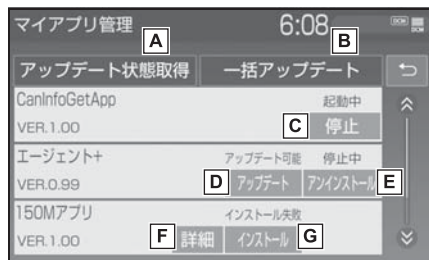 マイアプリ管理 6:08 DCM
A B
アップデート状態取得 一括アップデート
CanInfoGetApp 起動中
VER.1.00 C 停止
エージェント+ アップデート可能 停止中
VER.0.99 D アップデート アンインストール E
150Mアプリ インストール失敗
VER.1.00 F 詳細 インストール G